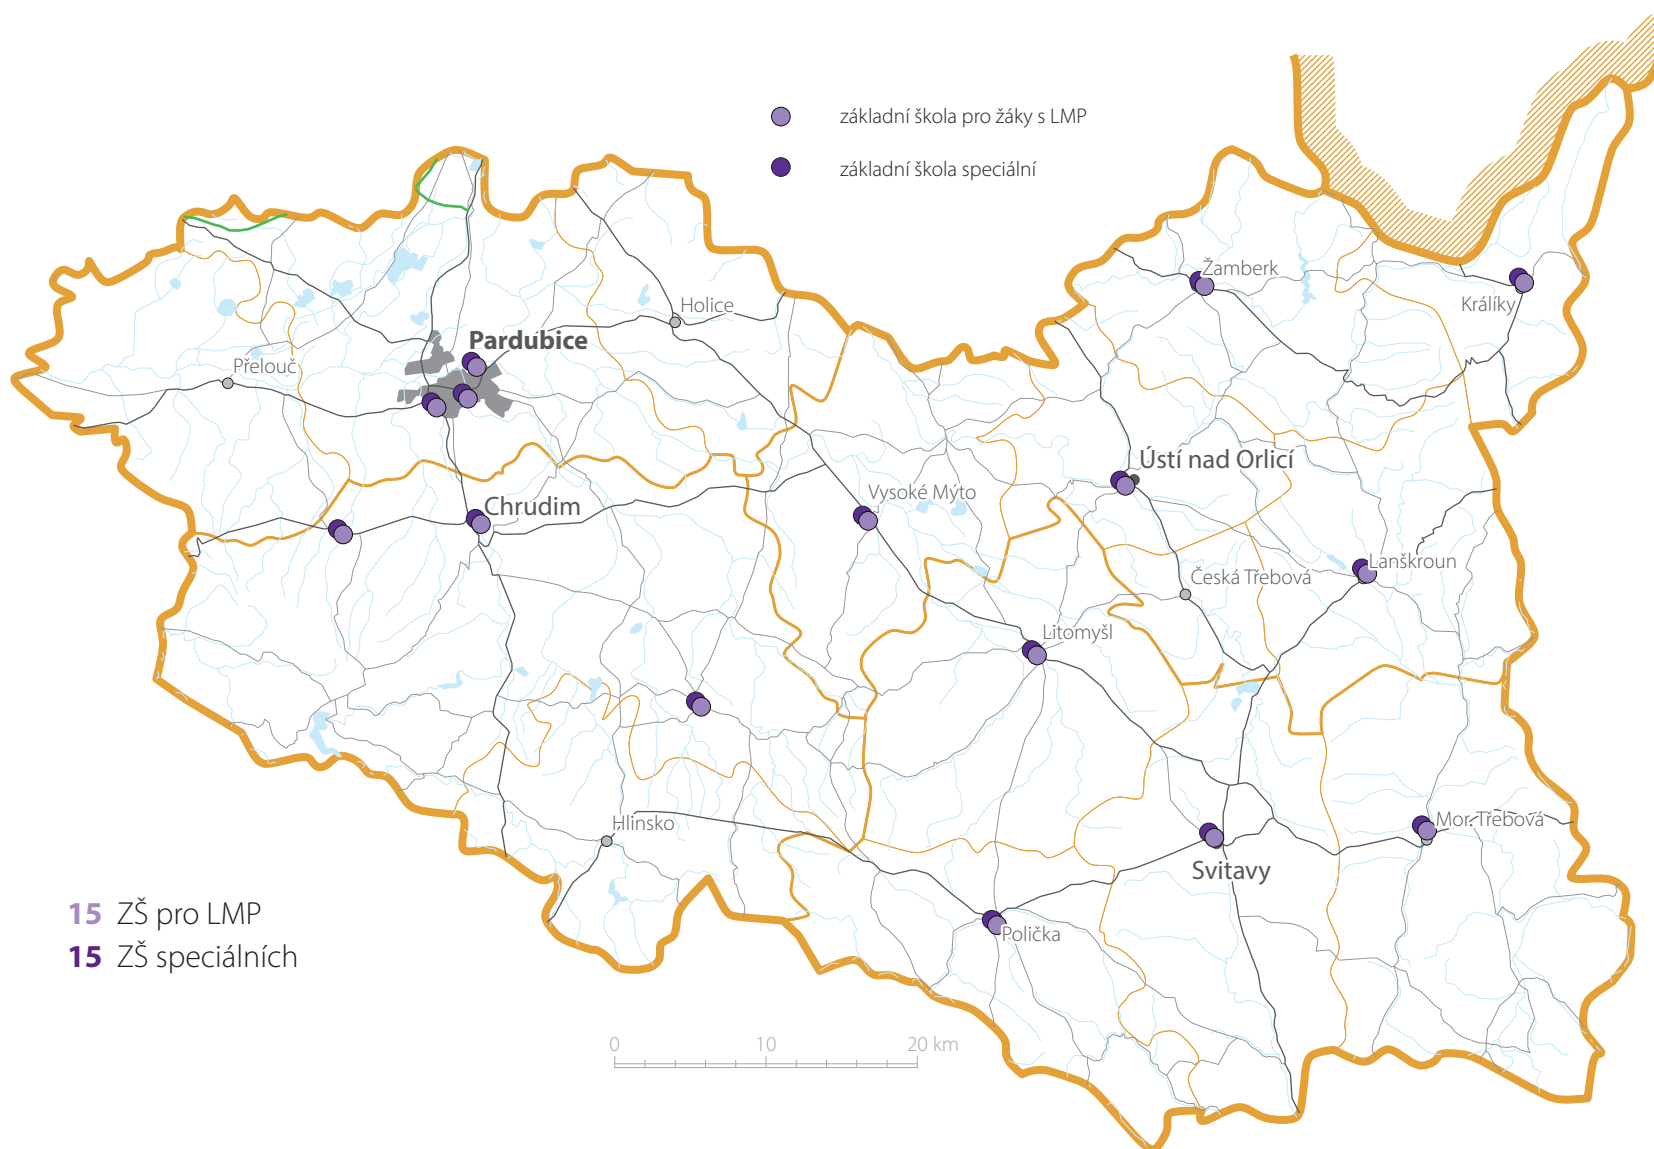 základní škola pro žáky s LMP
základní škola speciální
Žamberk
Králíky
Holice
Pardubice
Přelouč
Ústí nad Orlicí
Vysoké Mýto
Chrudim
Lanškroun
Česká Třebová
Litomyšl
Hlinsko
Mor. Třebová
Svitavy
15 ZŠ pro LMP
Polička
15 ZŠ speciálních
0 10 20 km